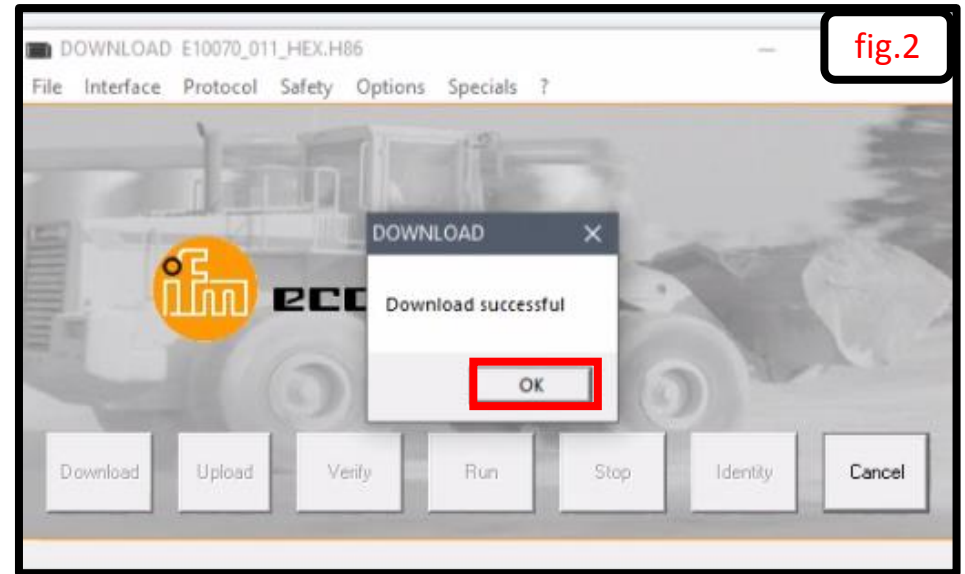 fig.2
DOWNLOAD E10070_011_HEX.H86
File Interface Protocol Safety Options Specials ?
DOWNLOAD
ifm
Download successful
OK
Download Upload Verify Run Stop Identity Cancel